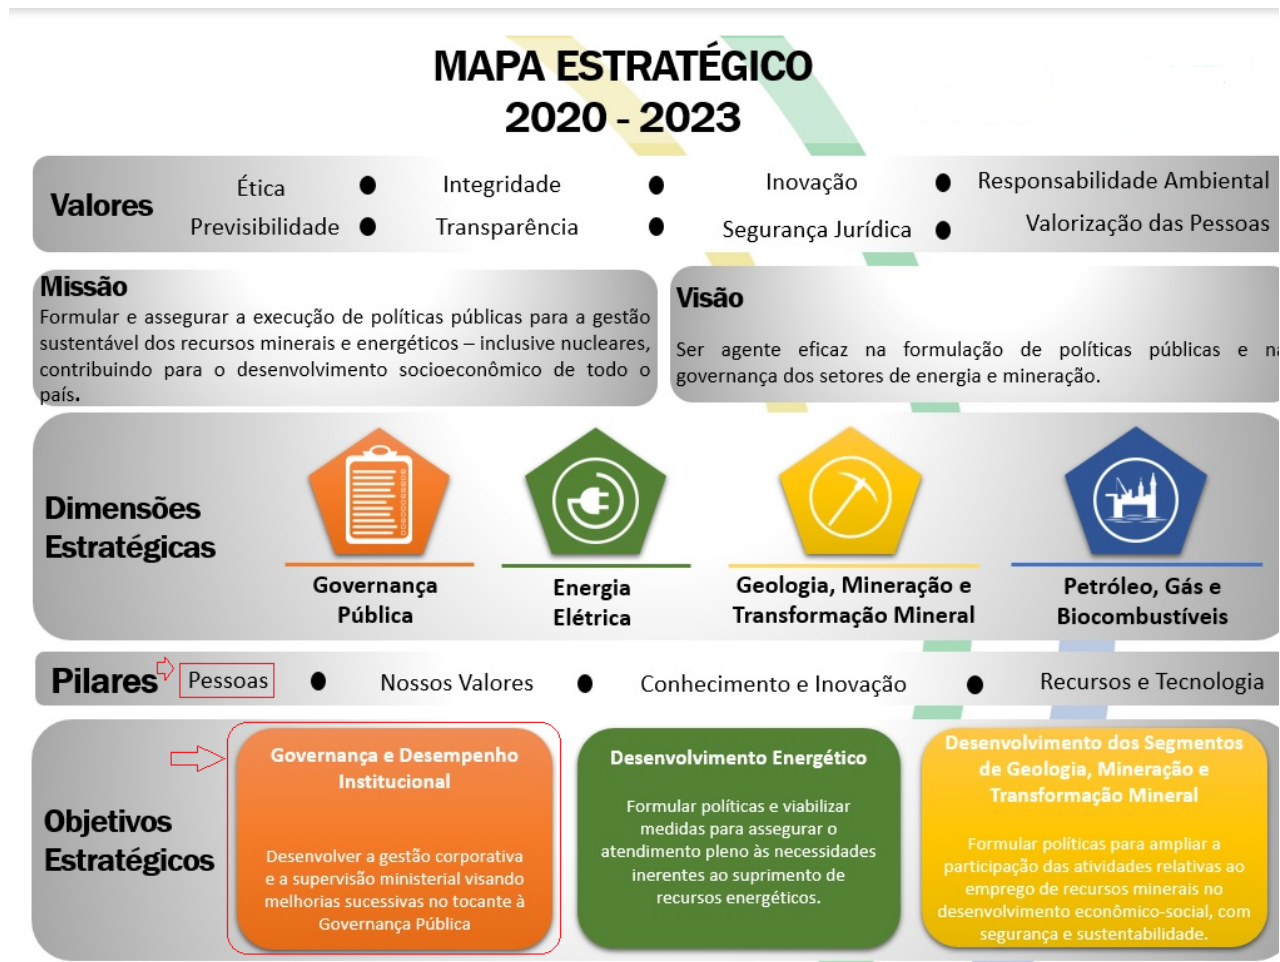 MAPA ESTRATÉGICO
2020 - 2023
Valores
Ética
Integridade
Inovação
Responsabilidade Ambiental
Previsibilidade
Transparência
Segurança Jurídica
Valorização das Pessoas
Missão
Formular e assegurar a execução de políticas públicas para a gestão
sustentável dos recursos minerais e energéticos – inclusive nucleares,
contribuindo para o desenvolvimento socioeconômico de todo o
país.
Visão
Ser agente eficaz na formulação de políticas públicas e na
governança dos setores de energia e mineração.
Dimensões
Estratégicas
Governança
Pública
Energia
Elétrica
Geologia, Mineração e
Transformação Mineral
Petróleo, Gás e
Biocombustíveis
Pilares
Pessoas
Nossos Valores
Conhecimento e Inovação
Recursos e Tecnologia
Objetivos
Estratégicos
Governança e Desempenho
Institucional
Desenvolver a gestão corporativa
e a supervisão ministerial visando
melhorias sucessivas no tocante à
Governança Pública
Desenvolvimento Energético
Formular políticas e viabilizar
medidas para assegurar o
atendimento pleno às necessidades
inerentes ao suprimento de
recursos energéticos.
Desenvolvimento dos Segmentos
de Geologia, Mineração e
Transformação Mineral
Formular políticas para ampliar a
participação das atividades relativas ao
emprego de recursos minerais no
desenvolvimento econômico-social, com
segurança e sustentabilidade.